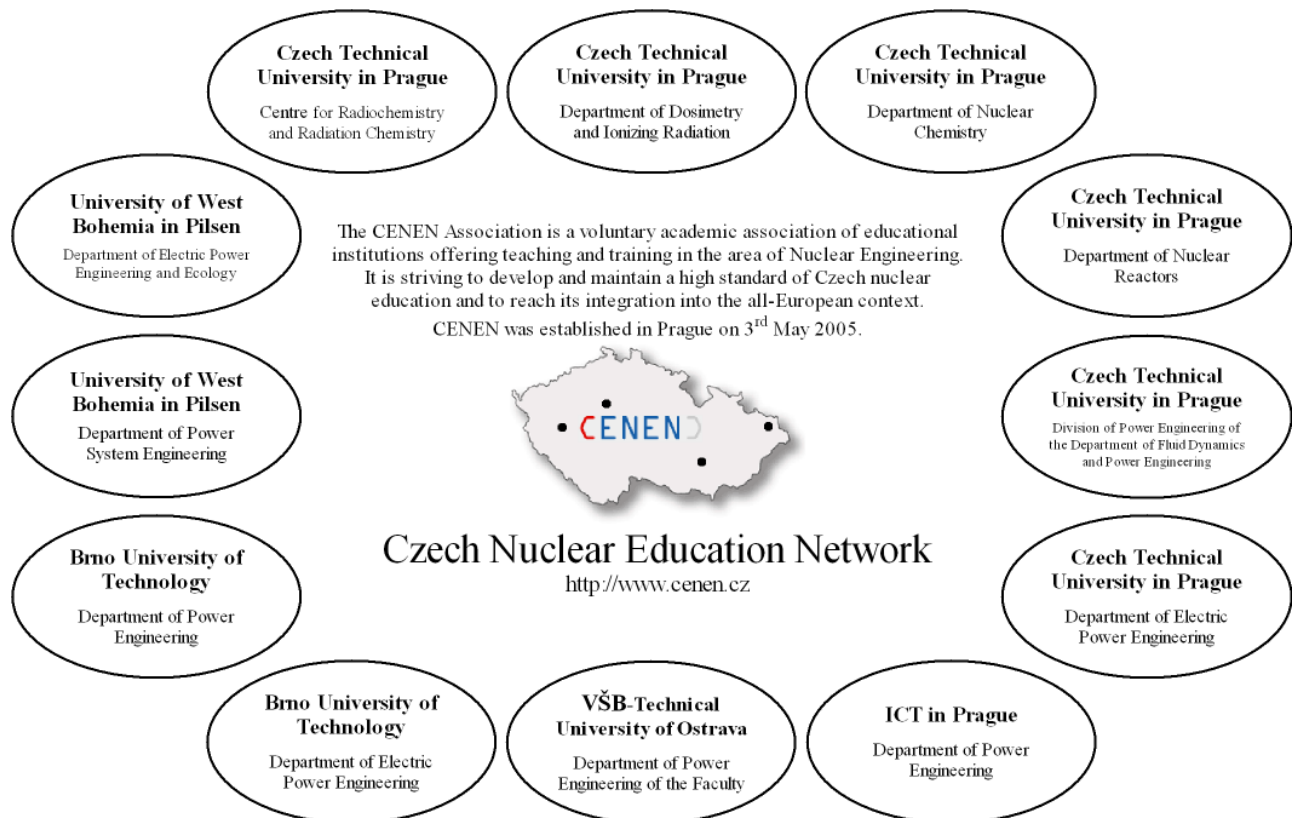 Czech Technical
University in Prague
Centre for Radiochemistry
and Radiation Chemistry
Czech Technical
University in Prague
Department of Dosimetry
and Ionizing Radiation
Czech Technical
University in Prague
Department of Nuclear
Chemistry
University of West
Bohemia in Pilsen
Department of Electric Power
Engineering and Ecology
The CENEN Association is a voluntary academic association of educational
institutions offering teaching and training in the area of Nuclear Engineering.
It is striving to develop and maintain a high standard of Czech nuclear
education and to reach its integration into the all-European context.
CENEN was established in Prague on 3rd May 2005.
Czech Technical
University in Prague
Department of Nuclear
Reactors
University of West
Bohemia in Pilsen
Department of Power
System Engineering
CENEN
Czech Technical
University in Prague
Division of Power Engineering of
the Department of Fluid Dynamics
and Power Engineering
Czech Nuclear Education Network
http://www.cenen.cz
Brno University of
Technology
Department of Power
Engineering
Czech Technical
University in Prague
Department of Electric
Power Engineering
Brno University of
Technology
Department of Electric
Power Engineering
VŠB-Technical
University of Ostrava
Department of Power
Engineering of the Faculty
ICT in Prague
Department of Power
Engineering